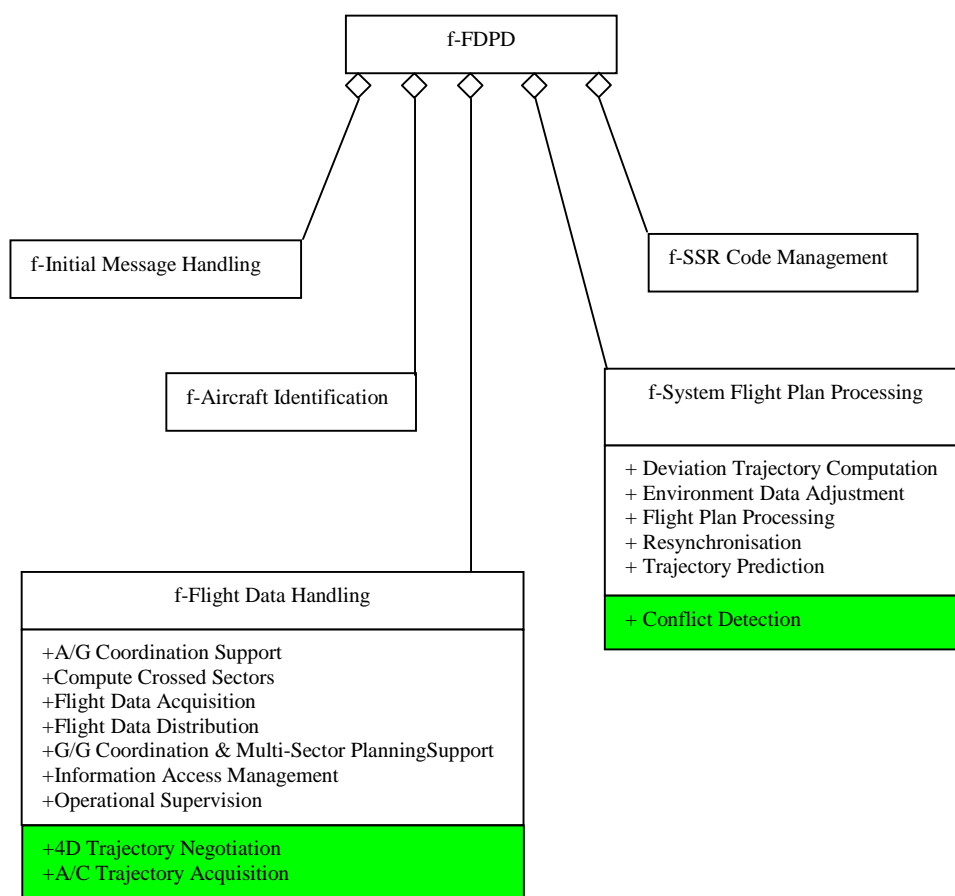 f-FDPD
f-Initial Message Handling
f-SSR Code Management
f-Aircraft Identification
f-System Flight Plan Processing
+ Deviation Trajectory Computation
+ Environment Data Adjustment
+ Flight Plan Processing
+ Resynchronisation
+ Trajectory Prediction
+ Conflict Detection
f-Flight Data Handling
+A/G Coordination Support
+Compute Crossed Sectors
+Flight Data Acquisition
+Flight Data Distribution
+G/G Coordination & Multi-Sector PlanningSupport
+Information Access Management
+Operational Supervision
+4D Trajectory Negotiation
+A/C Trajectory Acquisition